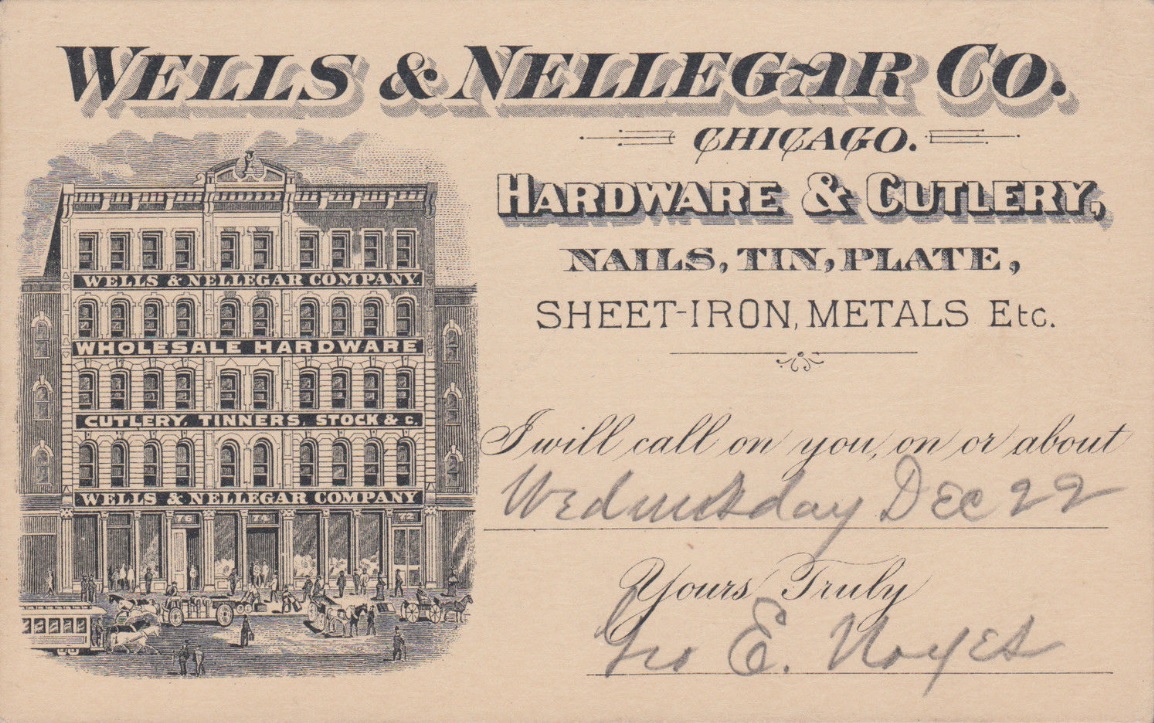 WELLS & NELLEGAR CO.
CHICAGO.
HARDWARE & CUTLERY,
NAILS, TIN, PLATE,
SHEET-IRON, METALS Etc.
WELLS & NELLEGAR COMPANY.
WHOLESALE HARDWARE
CUTLERY, TINNERS, STOCK & C.
WELLS & NELLEGAR COMPANY
76 74 72
I will call on you, on or about
Wednesday Dec 22
Yours Truly
Geo E. Noyes